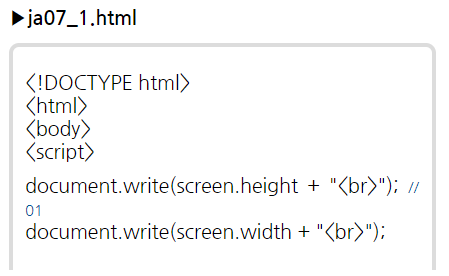 ▶ja07_1.html
<!DOCTYPE html>
<html>
<body>
<script>
document.write(screen.height + "<br>"); //
01
document.write(screen.width + "<br>");